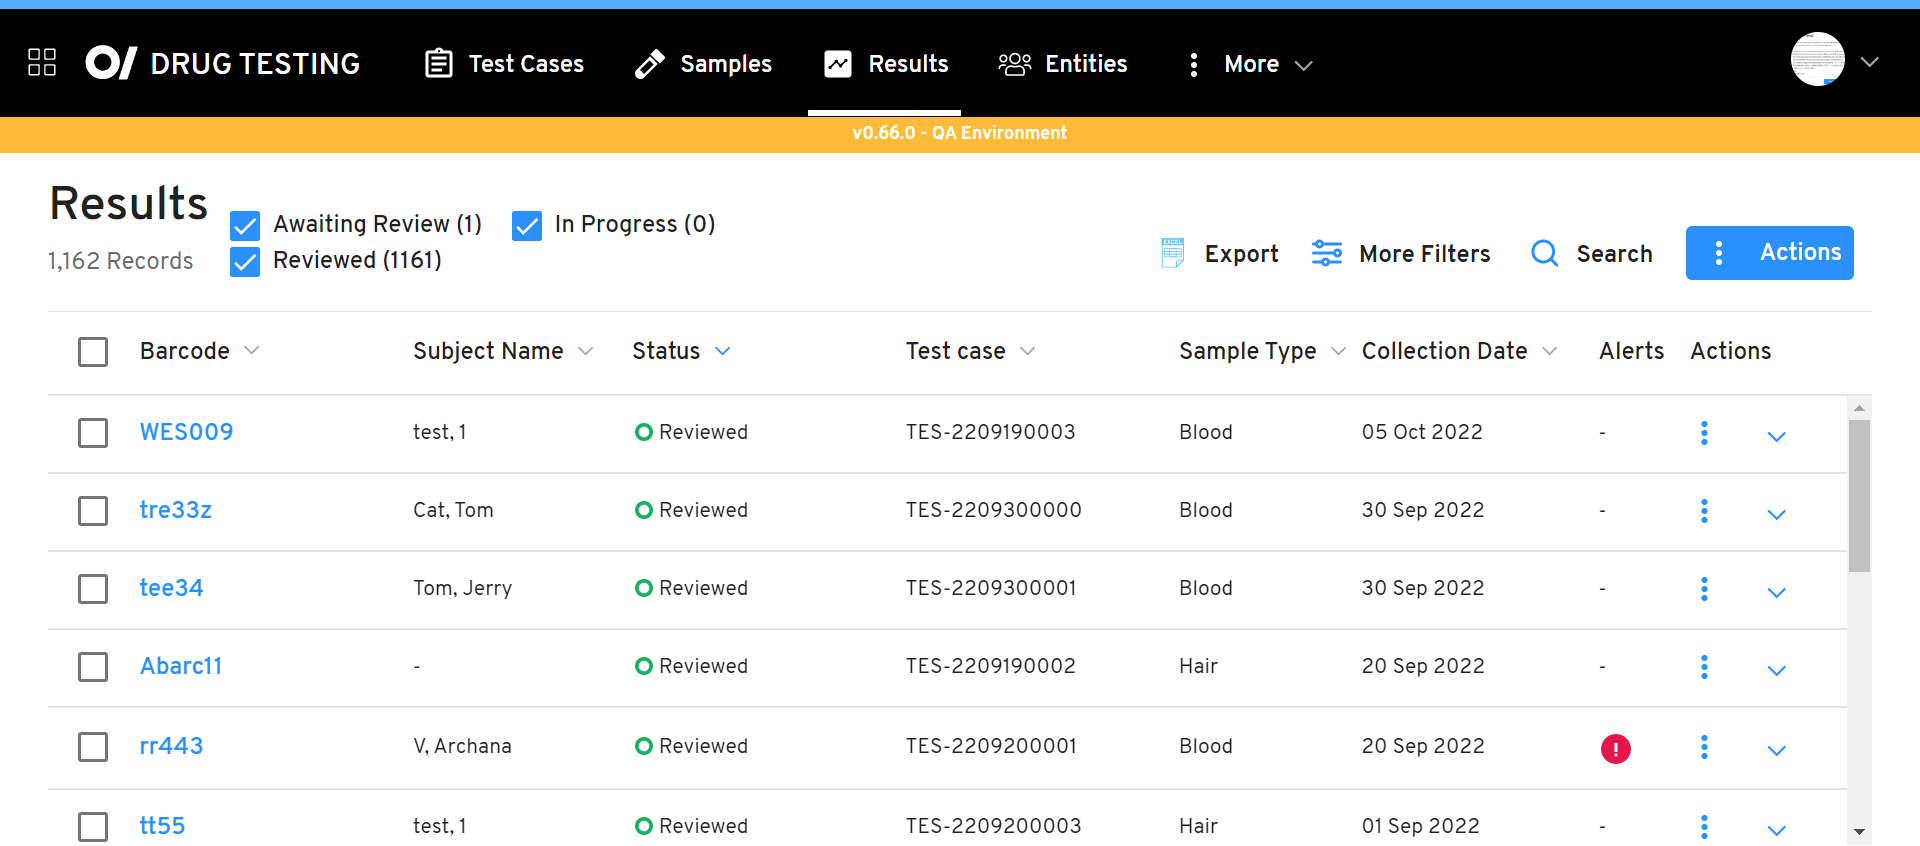 DRUG TESTING
Test Cases
Samples
Results
Entities
More
v0.66.0 - QA Environment
Results
1,162 Records
Awaiting Review (1)
In Progress (0)
Reviewed (1161)
Export
More Filters
Search
Actions
Barcode
Subject Name
Status
Test case
Sample Type
Collection Date
Alerts
Actions
WES009 test, 1 Reviewed TES-2209190003 Blood 05 Oct 2022 -
tre33z Cat, Tom Reviewed TES-2209300000 Blood 30 Sep 2022 -
tee34 Tom, Jerry Reviewed TES-2209300001 Blood 30 Sep 2022 -
Abarc11 - Reviewed TES-2209190002 Hair 20 Sep 2022 -
rr443 V, Archana Reviewed TES-2209200001 Blood 20 Sep 2022 !
tt55 test, 1 Reviewed TES-2209200003 Hair 01 Sep 2022 -